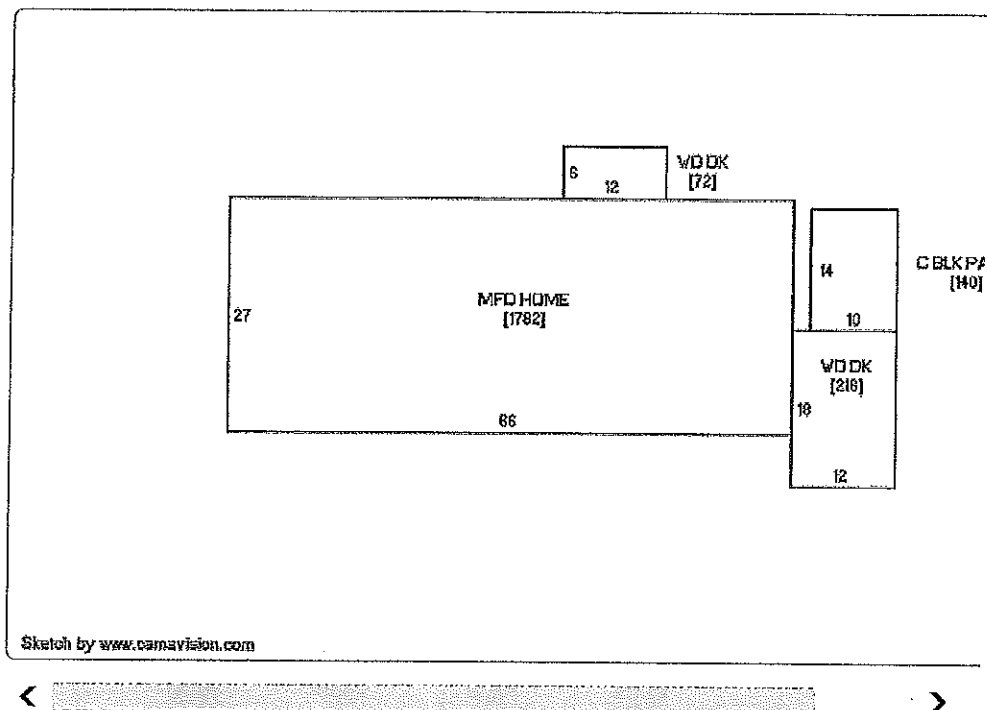 6
12
WD DK
[72]
14
C BLK PA
[140]
10
MFD HOME
[1782]
27
WD DK
[216]
18
66
12
Sketch by www.camavision.com